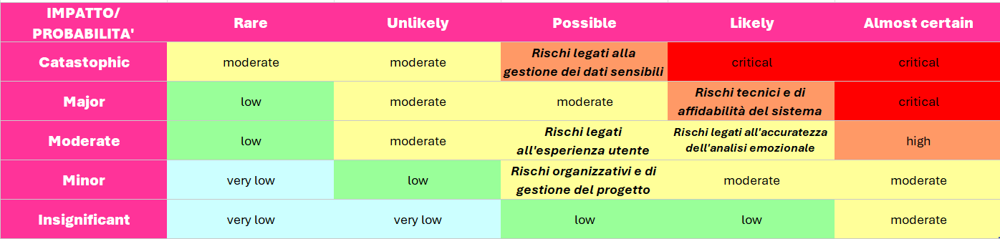 IMPATTO/
PROBABILITA'
Rare
Unlikely
Possible
Likely
Almost certain
Catastophic
moderate
moderate
Rischi legati alla
gestione dei dati sensibili
critical
critical
Major
low
moderate
moderate
Rischi tecnici e di
affidabilità del sistema
critical
Moderate
low
moderate
Rischi legati
all'esperienza utente
Rischi legati all'accuratezza
dell'analisi emozionale
high
Minor
very low
low
Rischi organizzativi e di
gestione del progetto
moderate
moderate
Insignificant
very low
very low
low
low
moderate